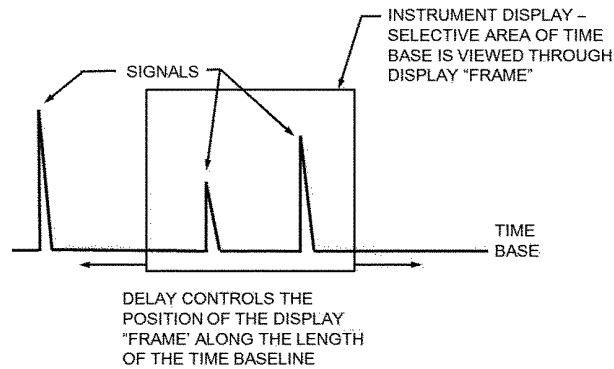 INSTRUMENT DISPLAY –
SELECTIVE AREA OF TIME
BASE IS VIEWED THROUGH
DISPLAY "FRAME"
SIGNALS
TIME
BASE
DELAY CONTROLS THE
POSITION OF THE DISPLAY
"FRAME' ALONG THE LENGTH
OF THE TIME BASELINE